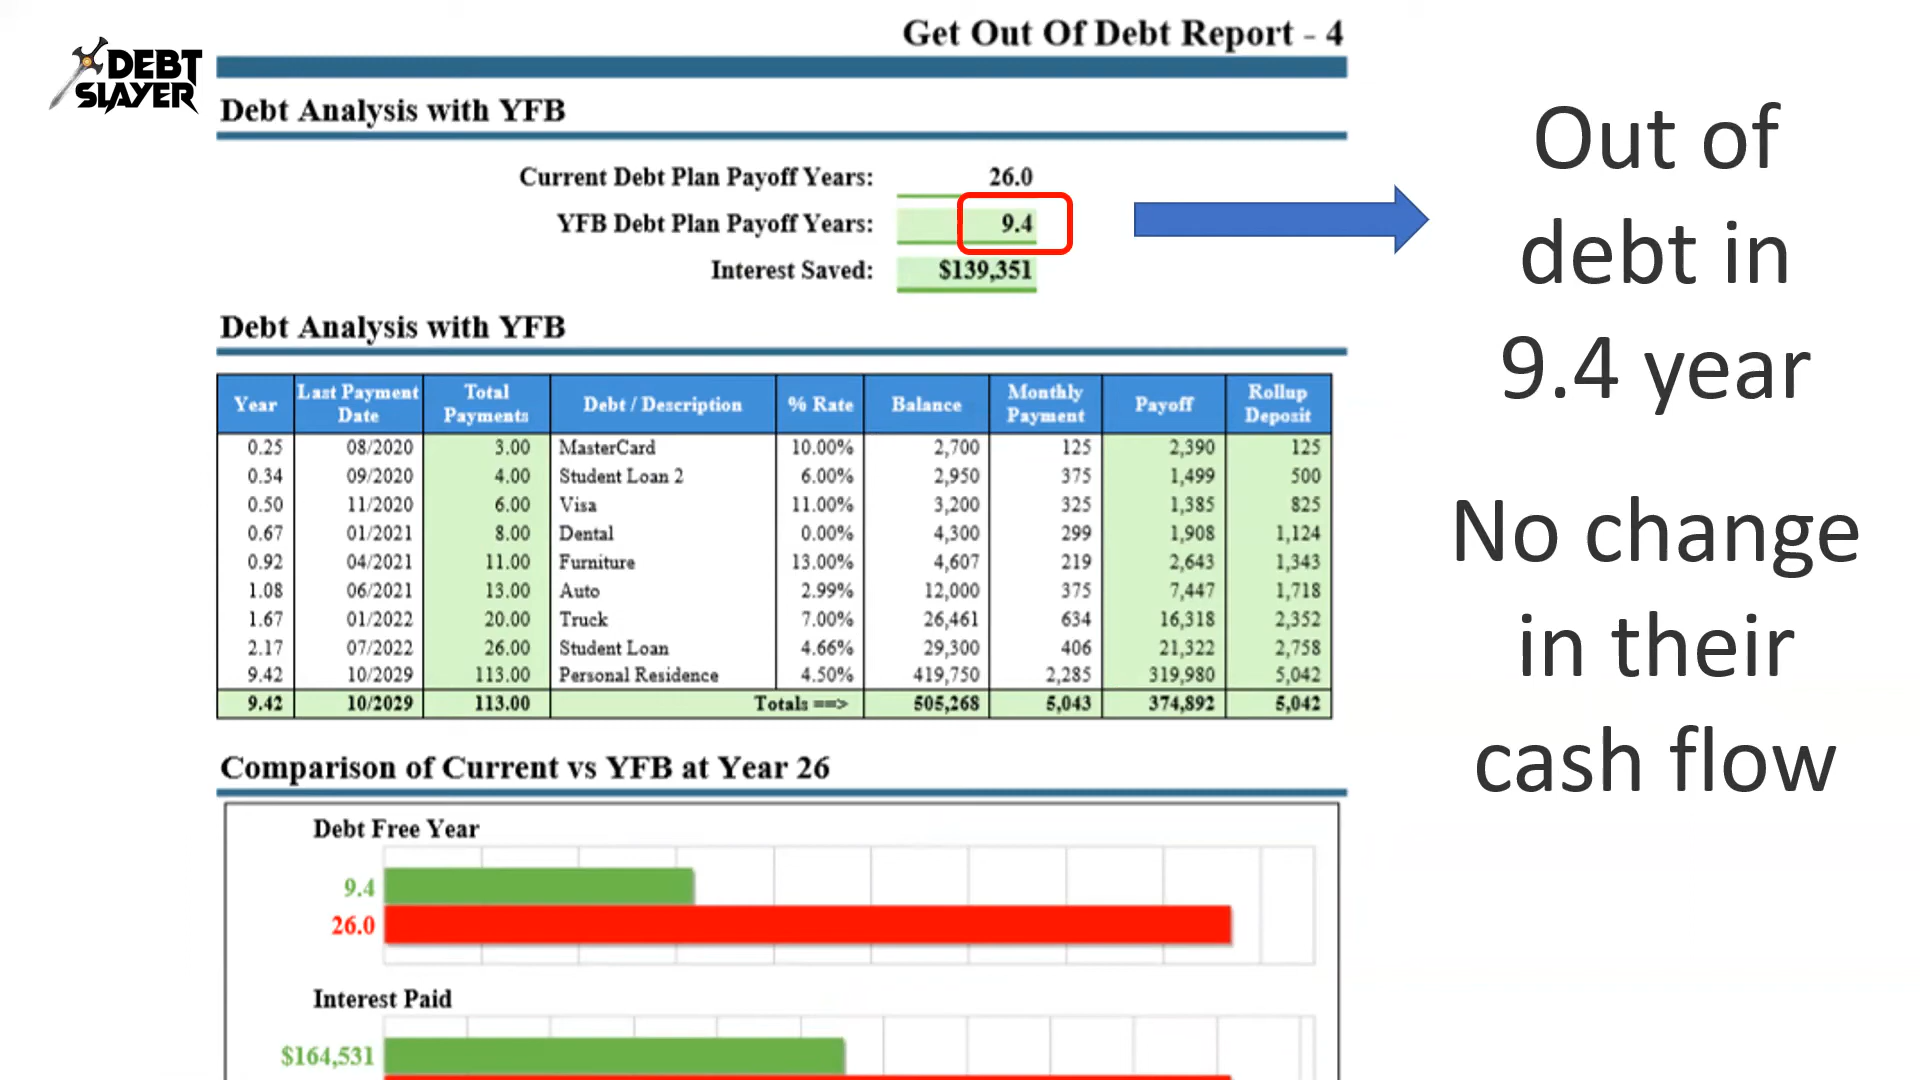 Get Out Of Debt Report - 4
DEBT
SLAYER
Debt Analysis with YFB
Current Debt Plan Payoff Years: 26.0
YFB Debt Plan Payoff Years: 9.4
Interest Saved: $139,351
Out of
debt in
9.4 year
No change
in their
cash flow
Debt Analysis with YFB
Year Last Payment Date Total Payments Debt / Description % Rate Balance Monthly Payment Payoff Rollup Deposit
0.25 08/2020 3.00 MasterCard 10.00% 2,700 125 2,390 125
0.34 09/2020 4.00 Student Loan 2 6.00% 2,950 375 1,499 500
0.50 11/2020 6.00 Visa 11.00% 3,200 325 1,385 825
0.67 01/2021 8.00 Dental 0.00% 4,300 299 1,908 1,124
0.92 04/2021 11.00 Furniture 13.00% 4,607 219 2,643 1,343
1.08 06/2021 13.00 Auto 2.99% 12,000 375 7,447 1,718
1.67 01/2022 20.00 Truck 7.00% 26,461 634 16,318 2,352
2.17 07/2022 26.00 Student Loan 4.66% 29,300 406 21,322 2,758
9.42 10/2029 113.00 Personal Residence 4.50% 419,750 2,285 319,980 5,042
9.42 10/2029 113.00 Totals ==> 505,268 5,043 374,892 5,042
Comparison of Current vs YFB at Year 26
Debt Free Year
9.4
26.0
Interest Paid
$164,531